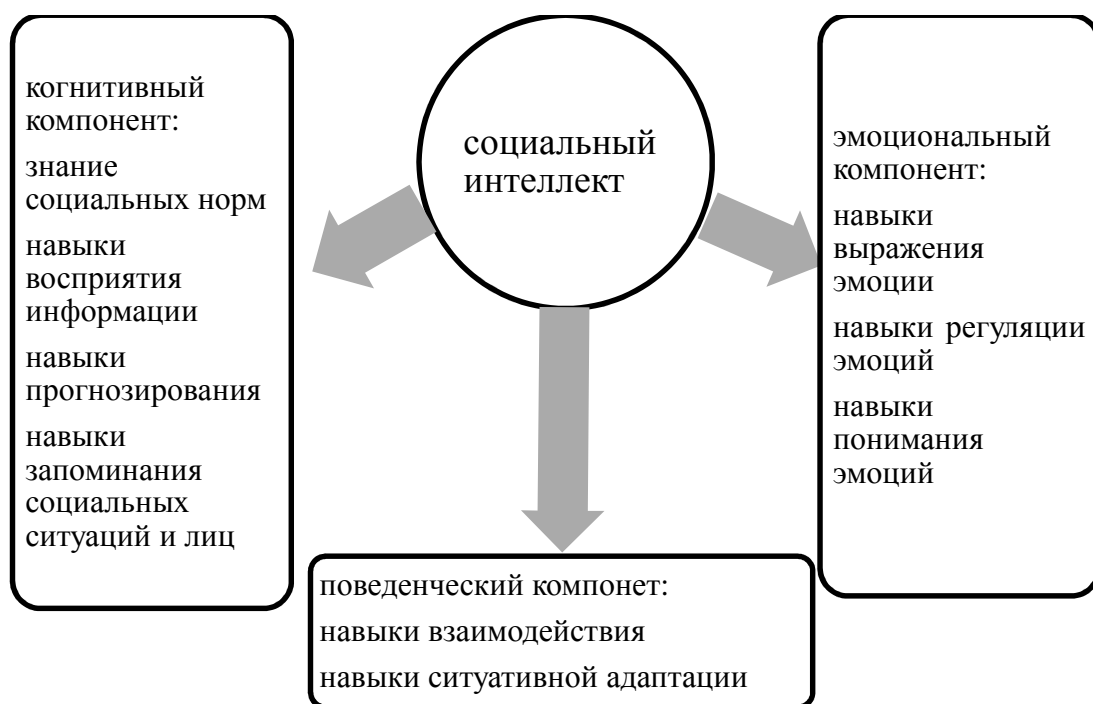 когнитивный
компонент:
знание
социальных норм
навыки
восприятия
информации
навыки
прогнозирования
навыки
запоминания
социальных
ситуаций и лиц
социальный
интеллект
эмоциональный
компонент:
навыки
выражения
эмоции
навыки регуляции
эмоций
навыки
понимания
эмоций
поведенческий компонет:
навыки взаимодействия
навыки ситуативной адаптации